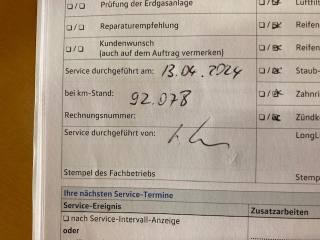 ❑/❑ Prüfung der Erdgasanlage ❑/❑ Lufthit
❑/❑ Reparaturempfehlung ❑/❑ Reifen
❑/❑ Kundenwunsch
(auch auf dem Auftrag vermerken) ❑/❑ Reifen
Service durchgeführt am: 13.04.2024 ❑/❑ Staub-
bei km-Stand: 92.078 ❑/❑ Zahnri
Rechnungsnummer: ❑/❑ Zündk
Service durchgeführt von: LongL
Stempel des Fachbetriebs Stemp
Ihre nächsten Service-Termine
Service-Ereignis Zusatzarbeiten
❑ nach Service-Intervall-Anzeige
oder